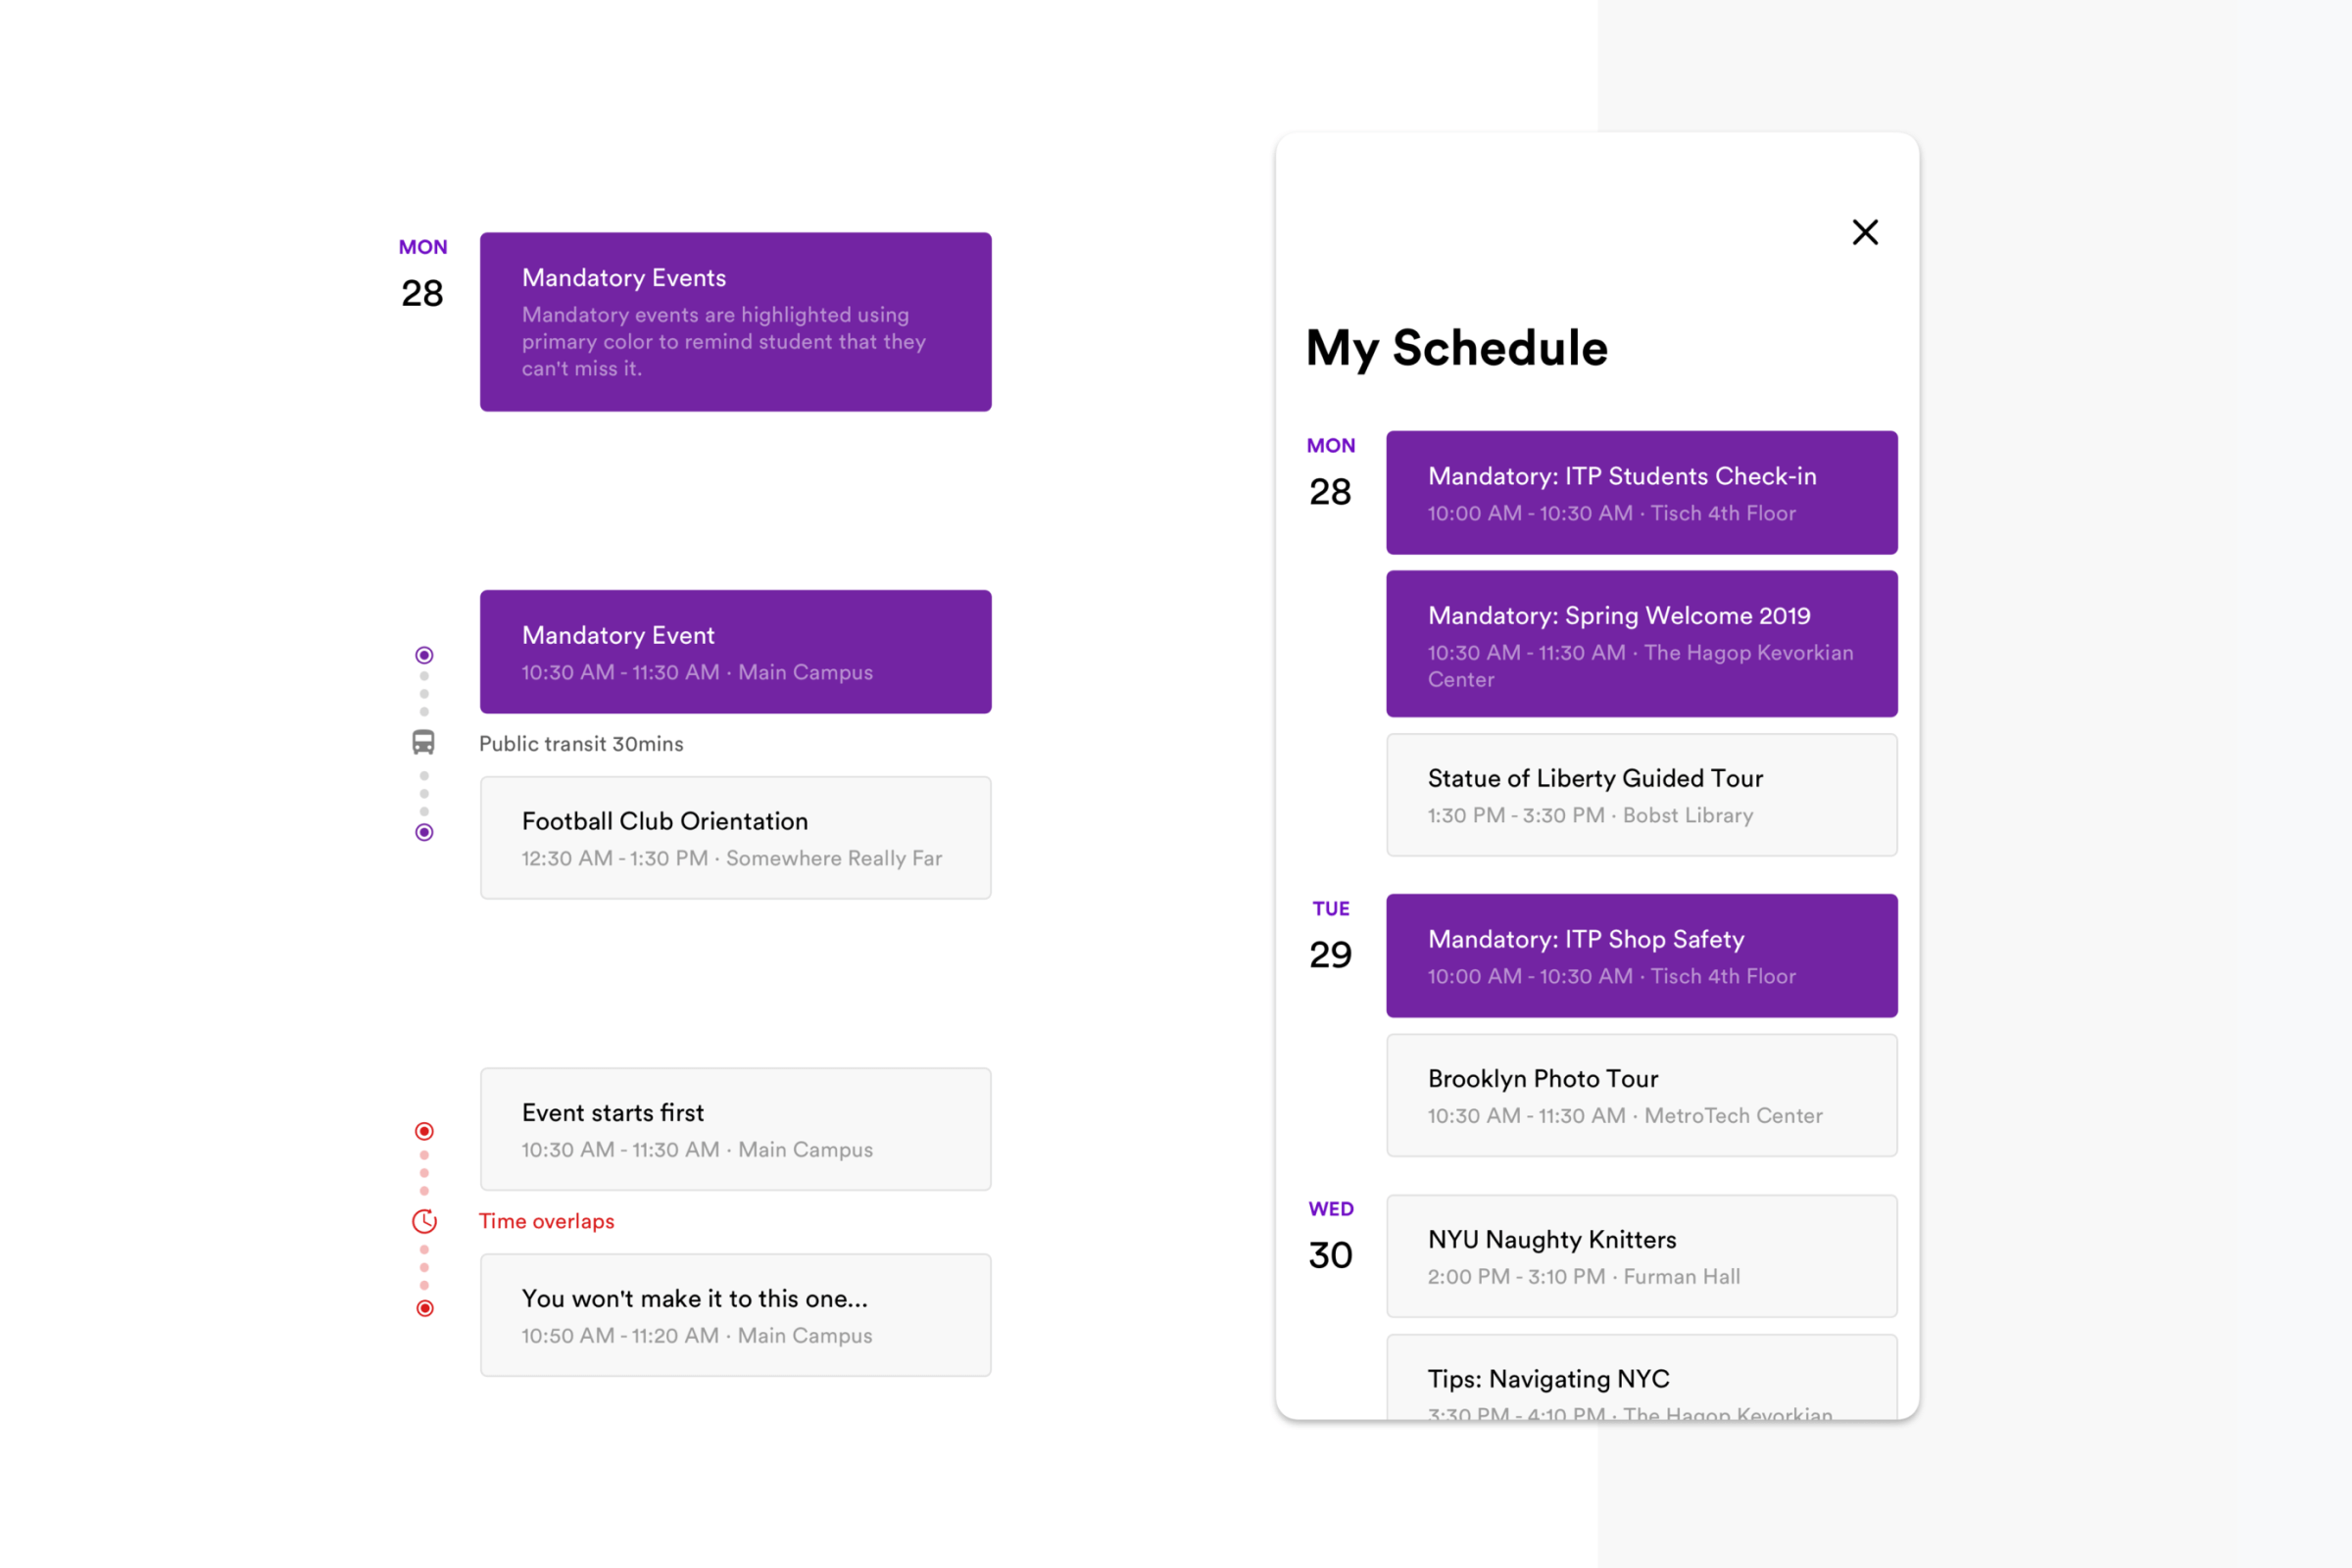 MON
28
Mandatory Events
Mandatory events are highlighted using
primary color to remind student that they
can't miss it.
Mandatory Event
10:30 AM - 11:30 AM · Main Campus
Public transit 30mins
Football Club Orientation
12:30 AM - 1:30 PM · Somewhere Really Far
Event starts first
10:30 AM - 11:30 AM · Main Campus
Time overlaps
You won't make it to this one...
10:50 AM - 11:20 AM · Main Campus
My Schedule
MON
28
Mandatory: ITP Students Check-in
10:00 AM - 10:30 AM · Tisch 4th Floor
Mandatory: Spring Welcome 2019
10:30 AM - 11:30 AM · The Hagop Kevorkian
Center
Statue of Liberty Guided Tour
1:30 PM - 3:30 PM · Bobst Library
TUE
29
Mandatory: ITP Shop Safety
10:00 AM - 10:30 AM · Tisch 4th Floor
Brooklyn Photo Tour
10:30 AM - 11:30 AM · MetroTech Center
WED
30
NYU Naughty Knitters
2:00 PM - 3:10 PM · Furman Hall
Tips: Navigating NYC
3:30 PM - 4:10 PM · The Hagop Kevorkian